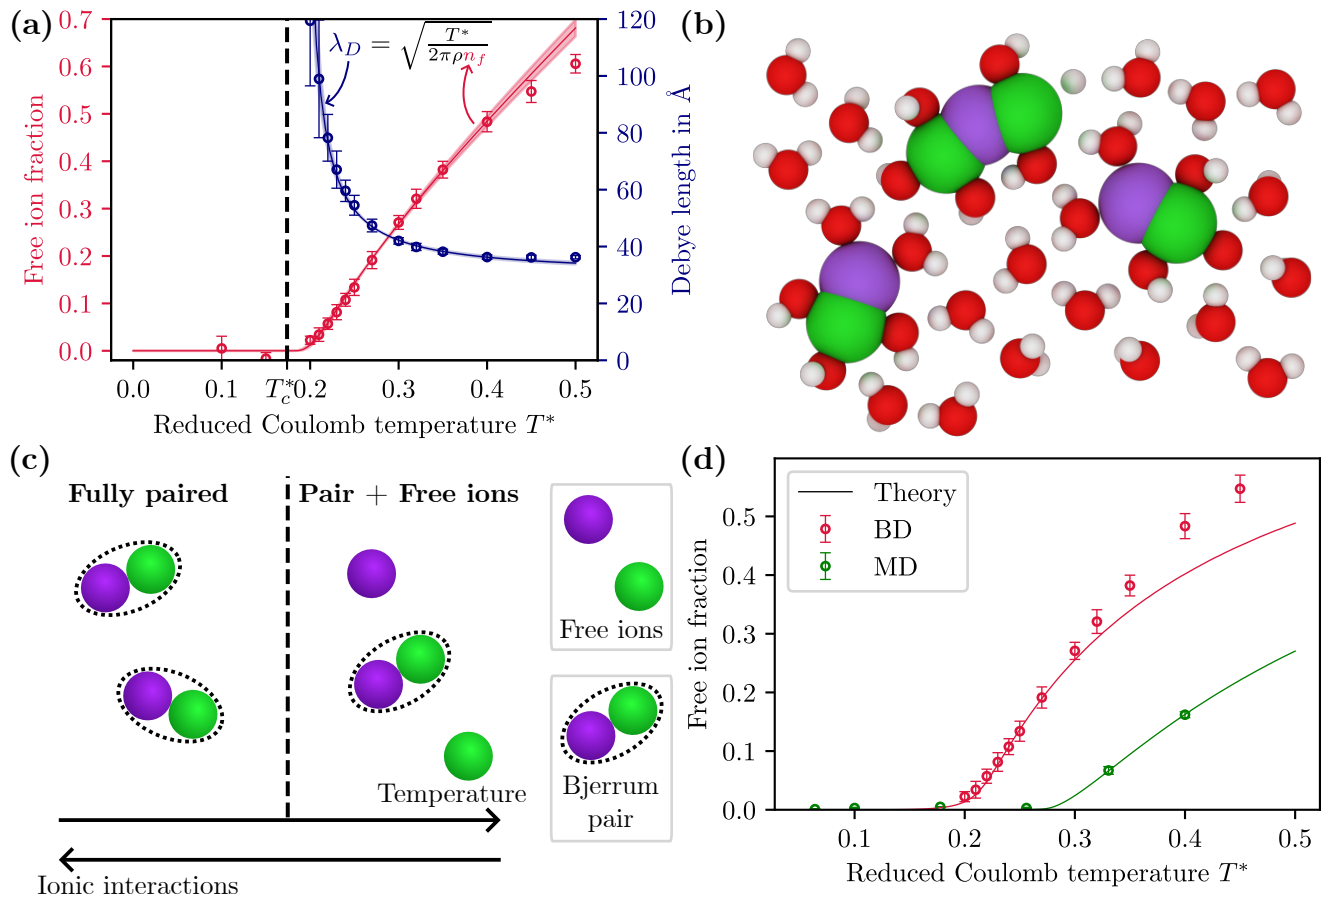 (a)
0.7
0.6
0.5
0.4
0.3
0.2
0.1
0.0
Free ion fraction
λ_D = √(T*/(2πρn_f))
120
100
80
60
40
20
0
Debye length in Å
0.0 0.1 T_c* 0.2 0.3 0.4 0.5
Reduced Coulomb temperature T*
(b)
(c)
Fully paired
Pair + Free ions
Free ions
Bjerrum
pair
Temperature
Ionic interactions
(d)
Theory
BD
MD
0.5
0.4
0.3
0.2
0.1
0.0
Free ion fraction
0.1 0.2 0.3 0.4 0.5
Reduced Coulomb temperature T*